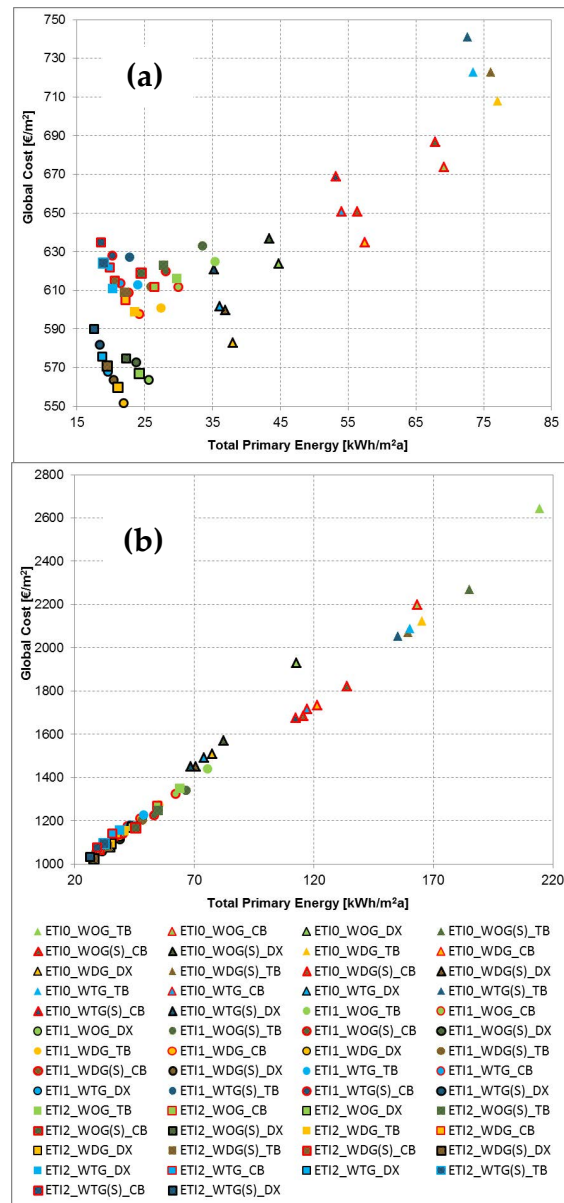 (a)
Global Cost [€/m²]
750
730
710
690
670
650
630
610
590
570
550
15 25 35 45 55 65 75 85
Total Primary Energy [kWh/m²a]
(b)
Global Cost [€/m²]
2800
2600
2400
2200
2000
1800
1600
1400
1200
1000
20 70 120 170 220
Total Primary Energy [kWh/m²a]
ETI0_WOG_TB ETI0_WOG_CB ETI0_WOG_DX ETI0_WOG(S)_TB
ETI0_WOG(S)_CB ETI0_WOG(S)_DX ETI0_WDG_TB ETI0_WDG_CB
ETI0_WDG_DX ETI0_WDG(S)_TB ETI0_WDG(S)_CB ETI0_WDG(S)_DX
ETI0_WTG_TB ETI0_WTG_CB ETI0_WTG_DX ETI0_WTG(S)_TB
ETI0_WTG(S)_CB ETI0_WTG(S)_DX ETI1_WOG_TB ETI1_WOG_CB
ETI1_WOG_DX ETI1_WOG(S)_TB ETI1_WOG(S)_CB ETI1_WOG(S)_DX
ETI1_WDG_TB ETI1_WDG_CB ETI1_WDG_DX ETI1_WDG(S)_TB
ETI1_WDG(S)_CB ETI1_WDG(S)_DX ETI1_WTG_TB ETI1_WTG_CB
ETI1_WTG_DX ETI1_WTG(S)_TB ETI1_WTG(S)_CB ETI1_WTG(S)_DX
ETI2_WOG_TB ETI2_WOG_CB ETI2_WOG_DX ETI2_WOG(S)_TB
ETI2_WOG(S)_CB ETI2_WOG(S)_DX ETI2_WDG_TB ETI2_WDG_CB
ETI2_WDG_DX ETI2_WDG(S)_TB ETI2_WDG(S)_CB ETI2_WDG(S)_DX
ETI2_WTG_DX ETI2_WTG_CB ETI2_WTG_DX ETI2_WTG(S)_TB
ETI2_WTG(S)_CB ETI2_WTG(S)_DX